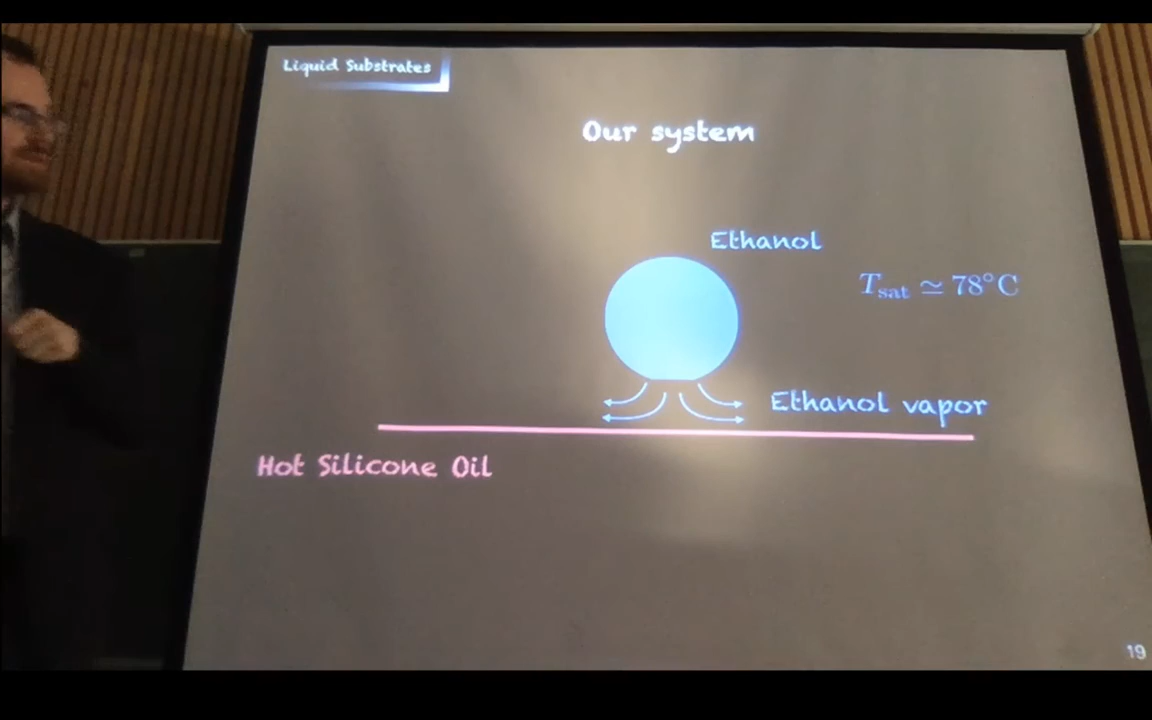 Liquid Substrates
Our system
Ethanol
T_sat ≃ 78°C
Ethanol vapor
Hot Silicone Oil
19